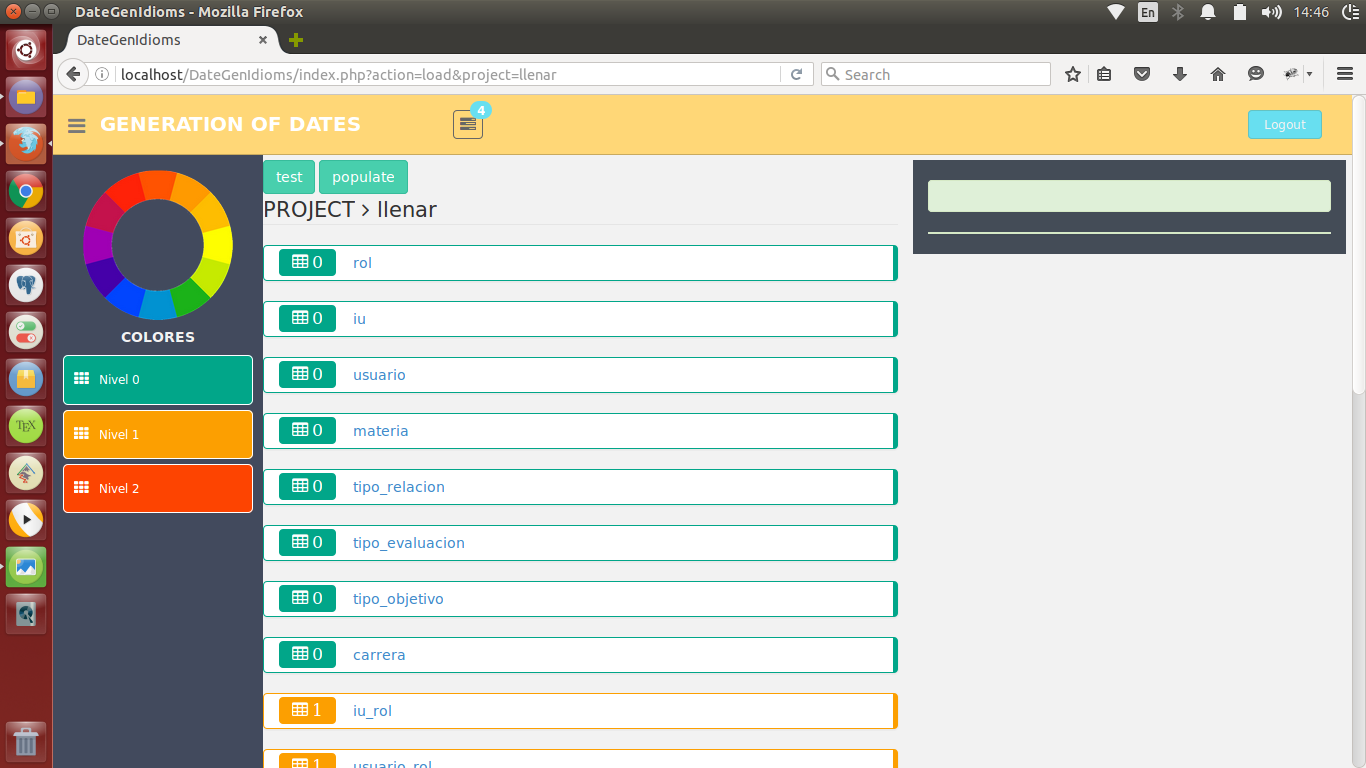 DateGenIdioms - Mozilla Firefox
En
14:46
DateGenIdioms
localhost/DateGenIdioms/index.php?action=load&project=llenar
Search
GENERATION OF DATES
4
Logout
COLORES
Nivel 0
Nivel 1
Nivel 2
test
populate
PROJECT > llenar
0 rol
0 iu
0 usuario
0 materia
0 tipo_relacion
0 tipo_evaluacion
0 tipo_objetivo
0 carrera
1 iu_rol
1 usuario_rol
TEX